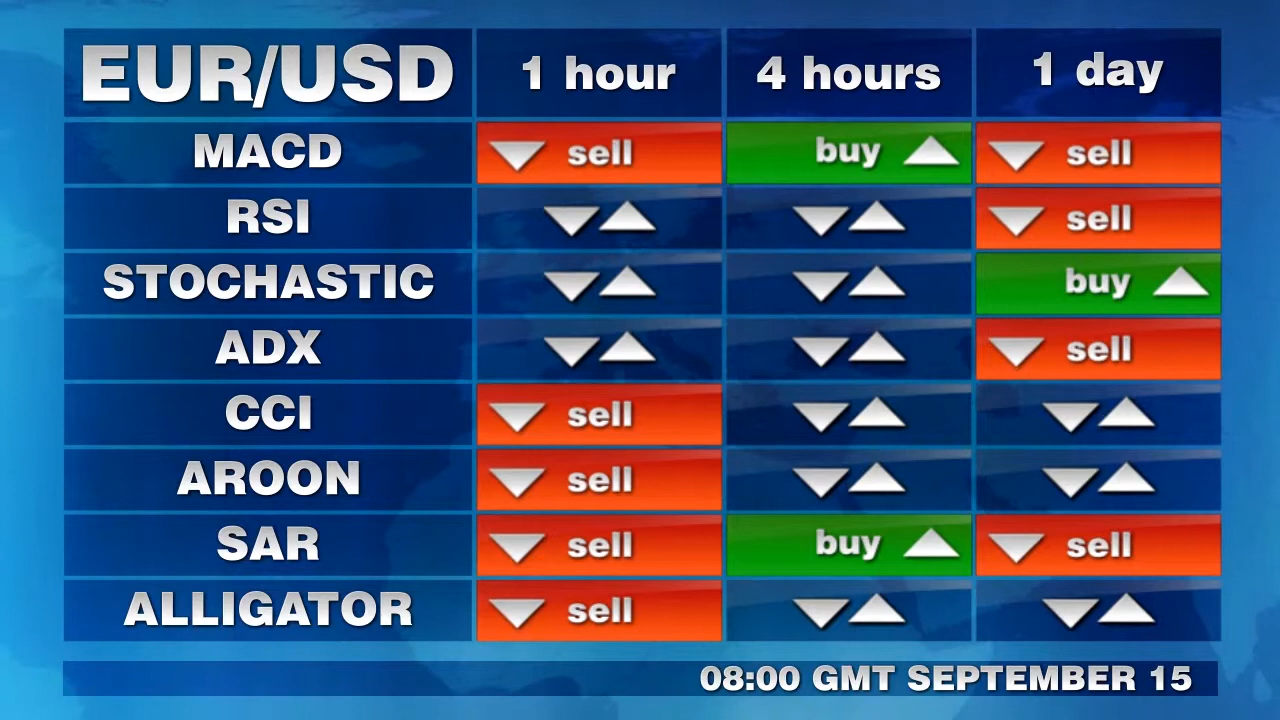 EUR/USD 1 hour 4 hours 1 day
MACD sell buy sell
RSI sell
STOCHASTIC buy
ADX sell
CCI sell
AROON sell
SAR sell buy sell
ALLIGATOR sell
08:00 GMT SEPTEMBER 15